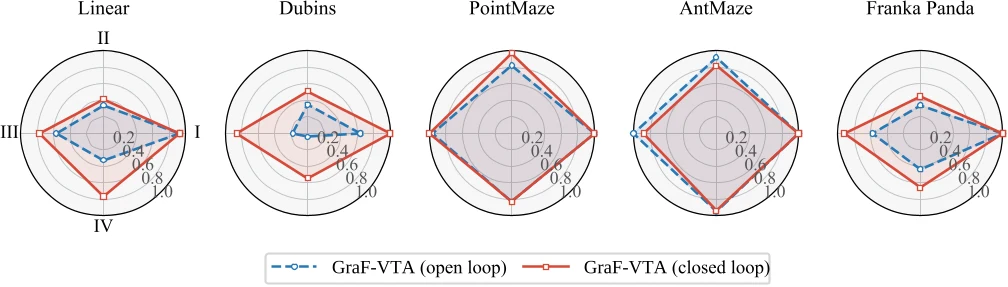 Linear Dubins PointMaze AntMaze Franka Panda
II
III I
0.2 0.2 0.2 0.2 0.2
0.4 0.4 0.4 0.4 0.4
0.6 0.6 0.6 0.6 0.6
0.8 0.8 0.8 0.8 0.8
1.0 1.0 1.0 1.0 1.0
IV
GraF-VTA (open loop) GraF-VTA (closed loop)